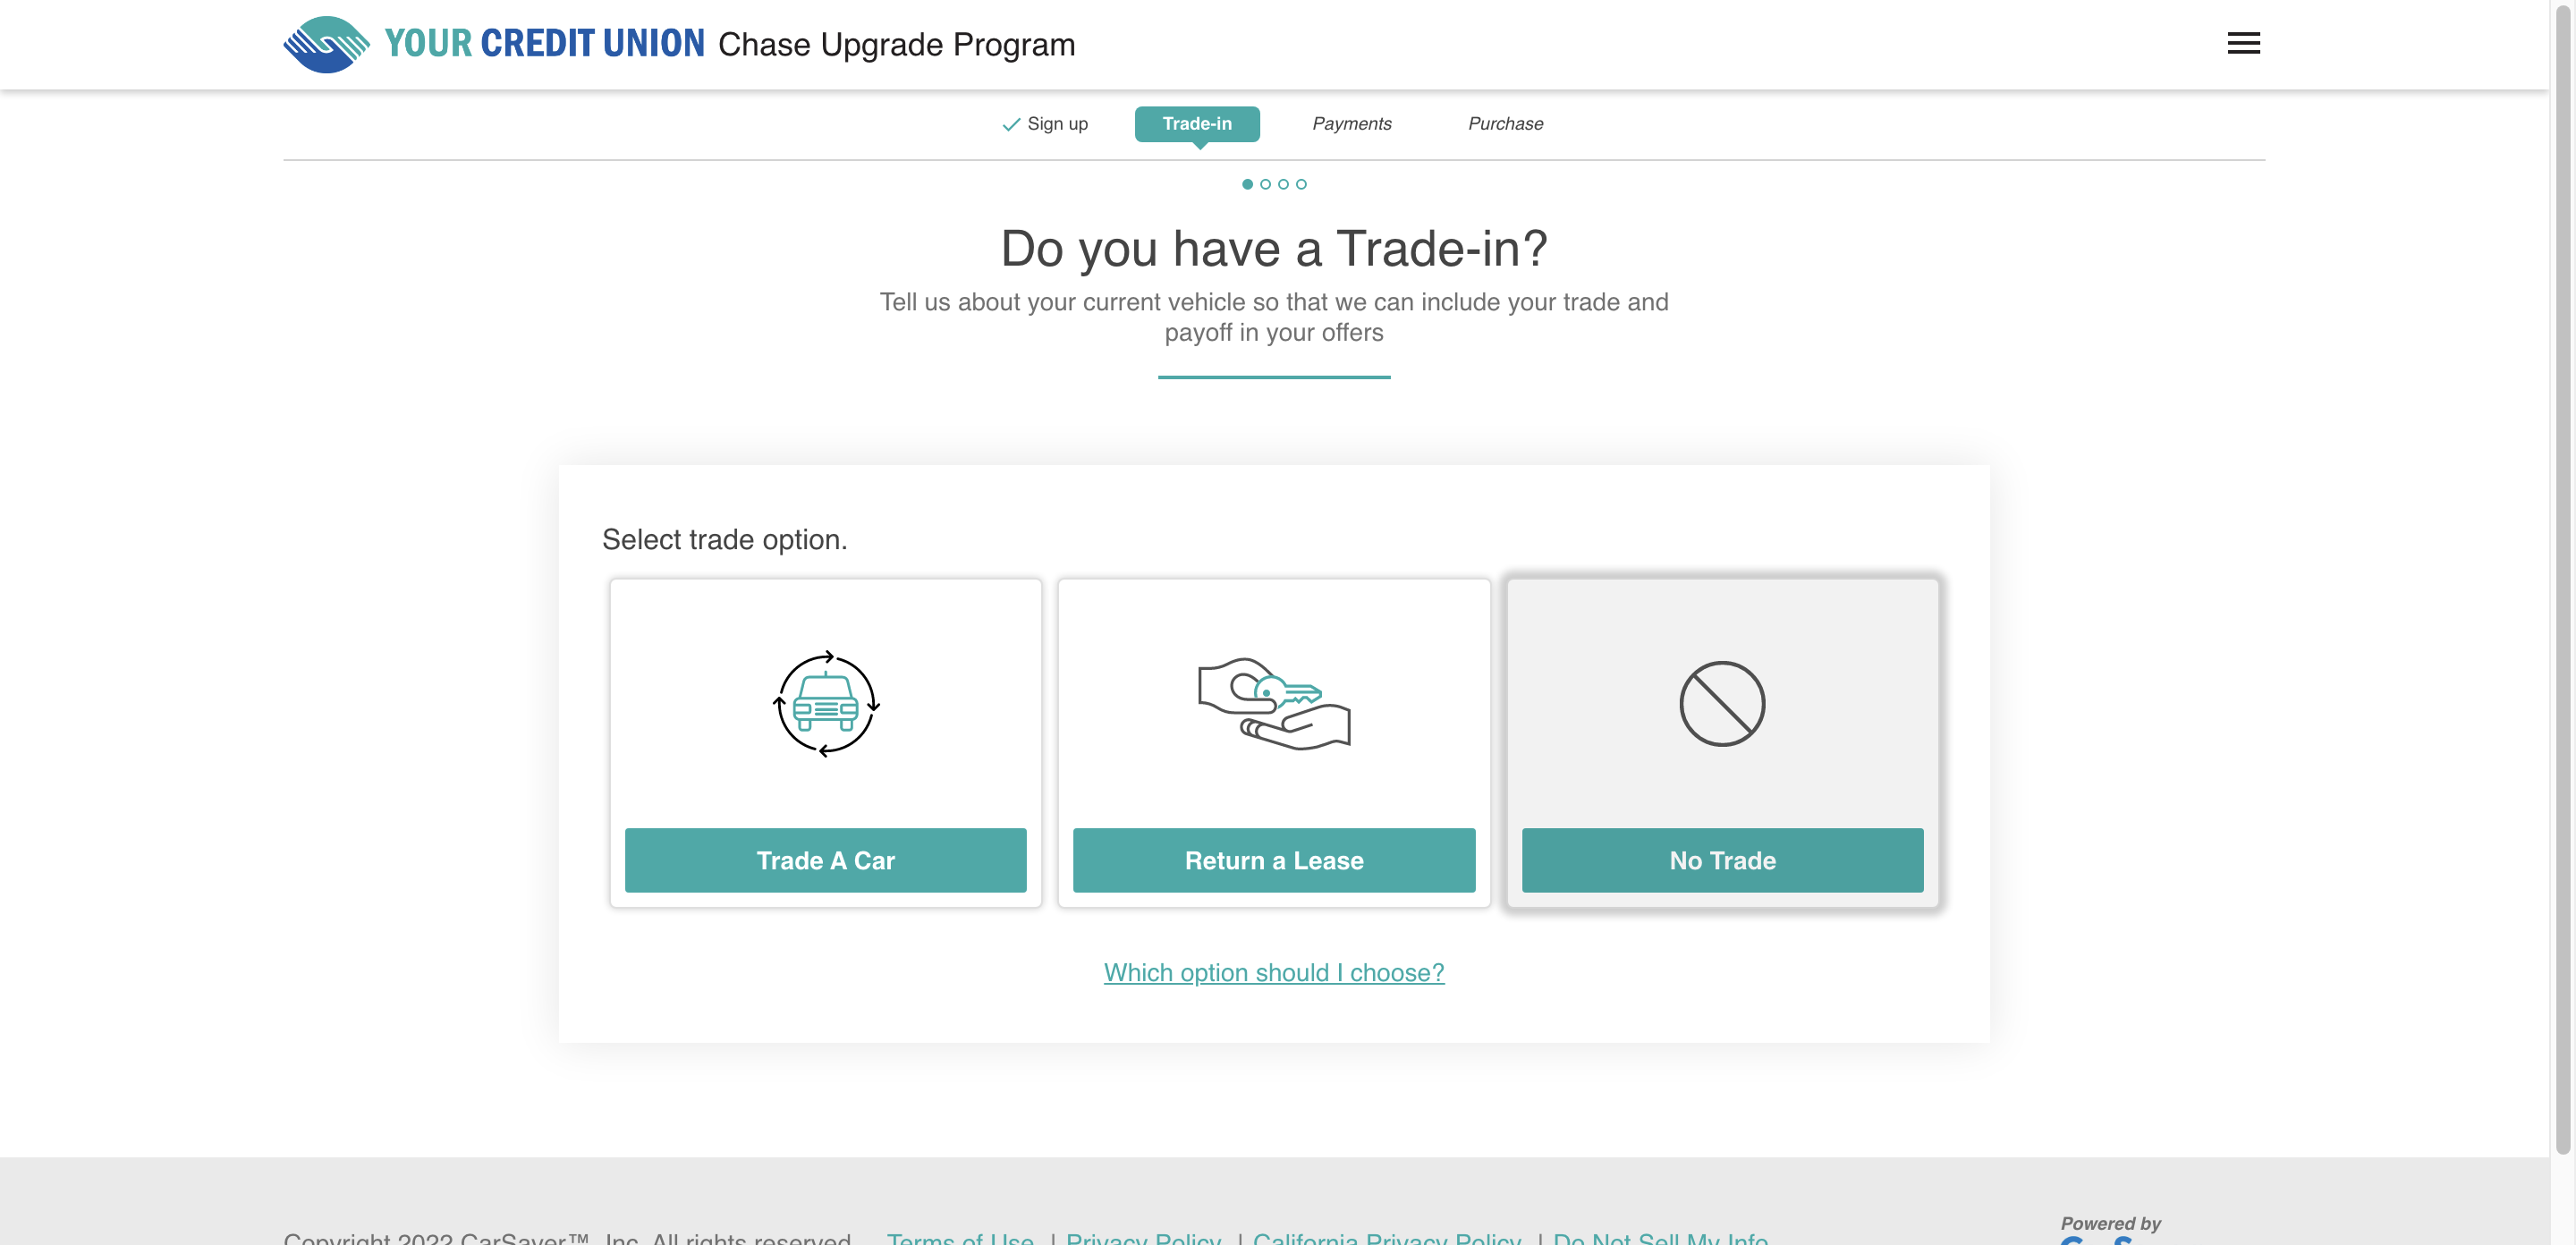 YOUR CREDIT UNION Chase Upgrade Program
Sign up Trade-in Payments Purchase
Do you have a Trade-in?
Tell us about your current vehicle so that we can include your trade and
payoff in your offers
Select trade option.
Trade A Car Return a Lease No Trade
Which option should I choose?
Powered by
Copyright 2022 CarSaver™, Inc. All rights reserved. Terms of Use | Privacy Policy | California Privacy Policy | Do Not Sell My Info